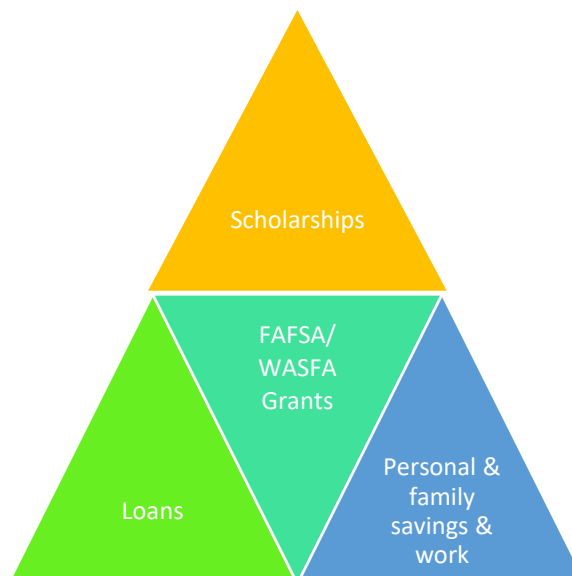 Scholarships
FAFSA/
WASFA
Grants
Loans
Personal &
family
savings &
work